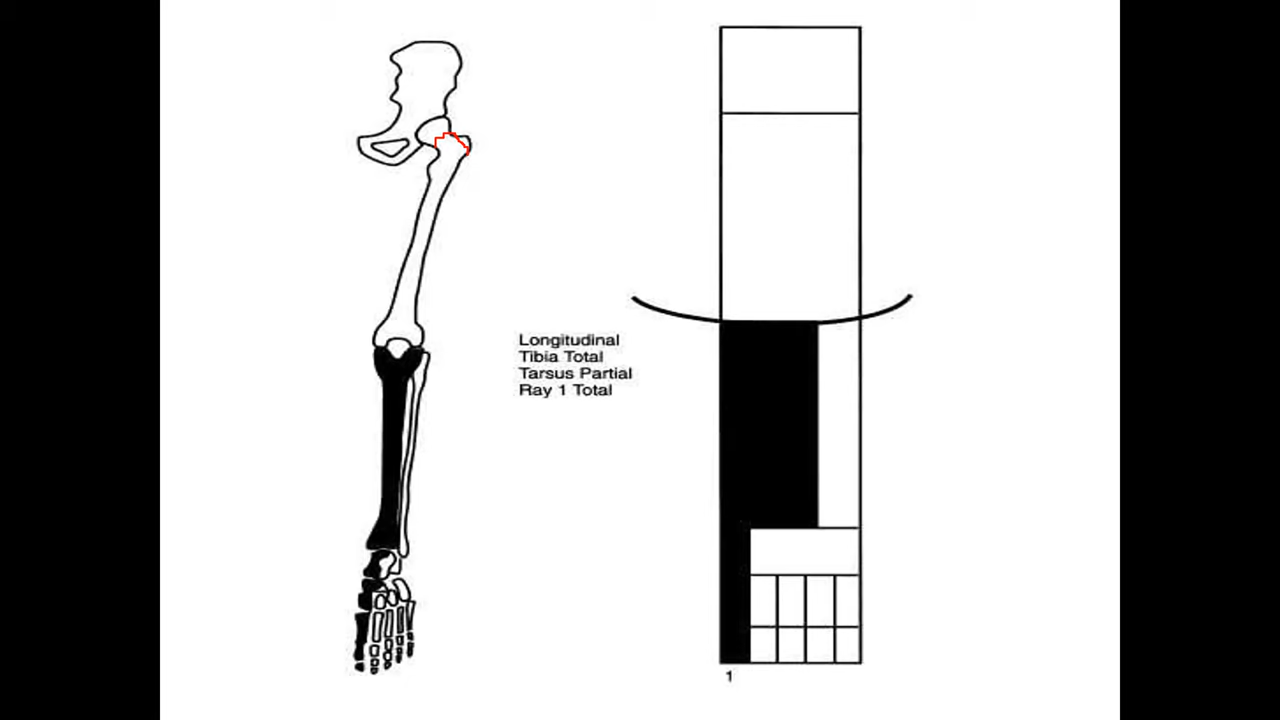 Longitudinal
Tibia Total
Tarsus Partial
Ray 1 Total
1